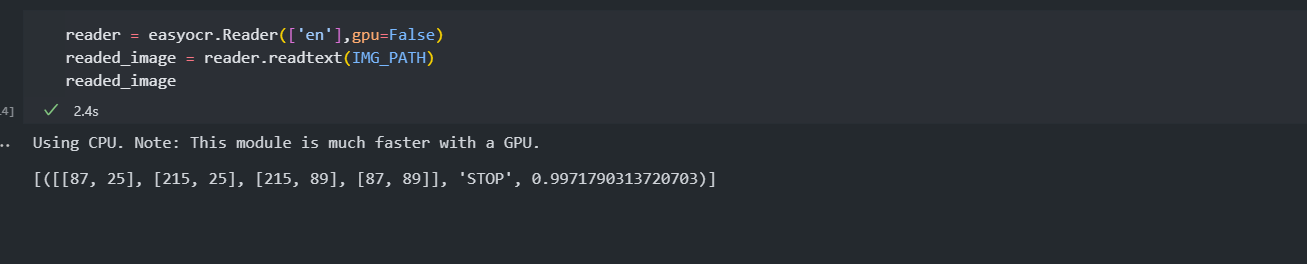 reader = easyocr.Reader(['en'],gpu=False)
readed_image = reader.readtext(IMG_PATH)
readed_image
4]
✓ 2.4s
.. Using CPU. Note: This module is much faster with a GPU.
[([[87, 25], [215, 25], [215, 89], [87, 89]], 'STOP', 0.9971790313720703)]